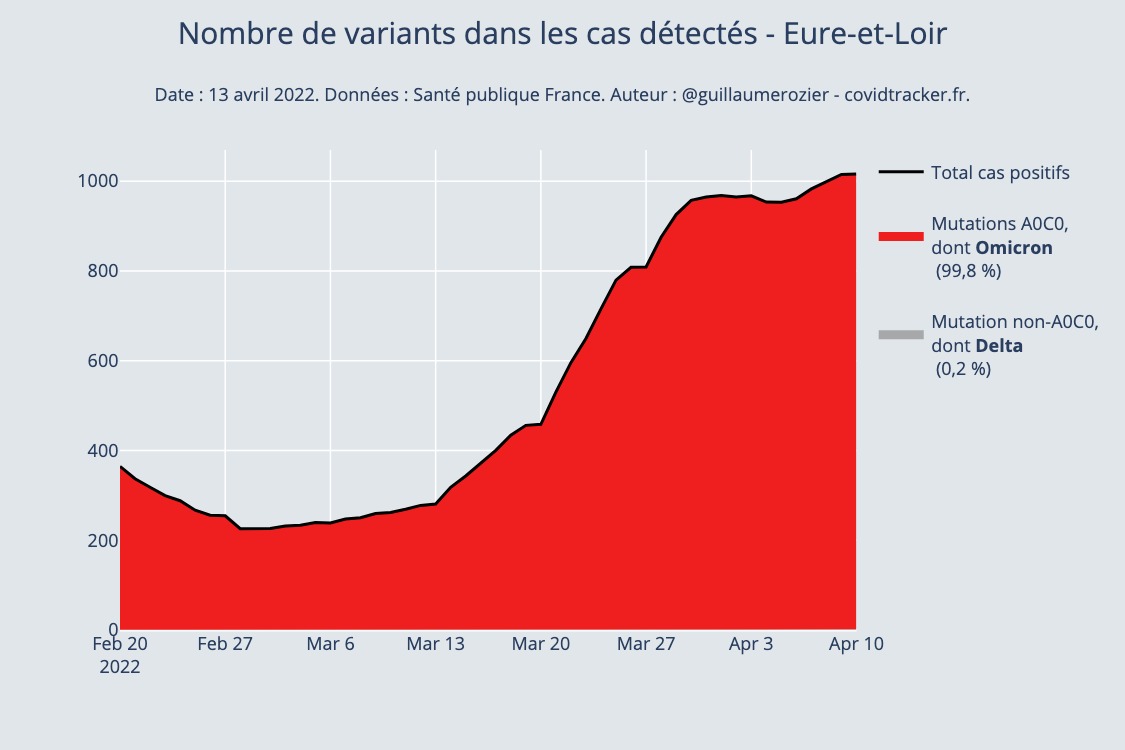 Nombre de variants dans les cas détectés - Eure-et-Loir
Date : 13 avril 2022. Données : Santé publique France. Auteur : @guillaumerozier - covidtracker.fr.
1000
800
600
400
200
0
Feb 20
2022
Feb 27
Mar 6
Mar 13
Mar 20
Mar 27
Apr 3
Apr 10
Total cas positifs
Mutations A0C0,
dont Omicron
(99,8 %)
Mutation non-A0C0,
dont Delta
(0,2 %)